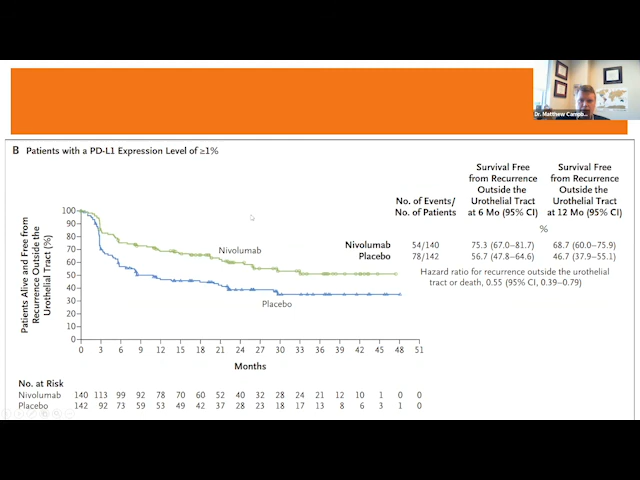 Dr. Matthew Campb...
B Patients with a PD-L1 Expression Level of ≥1%
No. of Events/
No. of Patients
Survival Free
from Recurrence
Outside the
Urothelial Tract
at 6 Mo (95% CI)
Survival Free
from Recurrence
Outside the
Urothelial Tract
at 12 Mo (95% CI)
%
Nivolumab 54/140 75.3 (67.0–81.7) 68.7 (60.0–75.9)
Placebo 78/142 56.7 (47.8–64.6) 46.7 (37.9–55.1)
Hazard ratio for recurrence outside the urothelial
tract or death, 0.55 (95% CI, 0.39–0.79)
Patients Alive and Free from
Recurrence Outside the
Urothelial Tract (%)
100
90
80
70
60
50
40
30
20
10
0
Nivolumab
Placebo
0 3 6 9 12 15 18 21 24 27 30 33 36 39 42 45 48 51
Months
No. at Risk
Nivolumab 140 113 99 92 78 70 60 52 40 32 28 24 21 12 10 1 0 0
Placebo 142 92 73 59 53 49 42 37 28 23 18 17 13 8 6 3 1 0